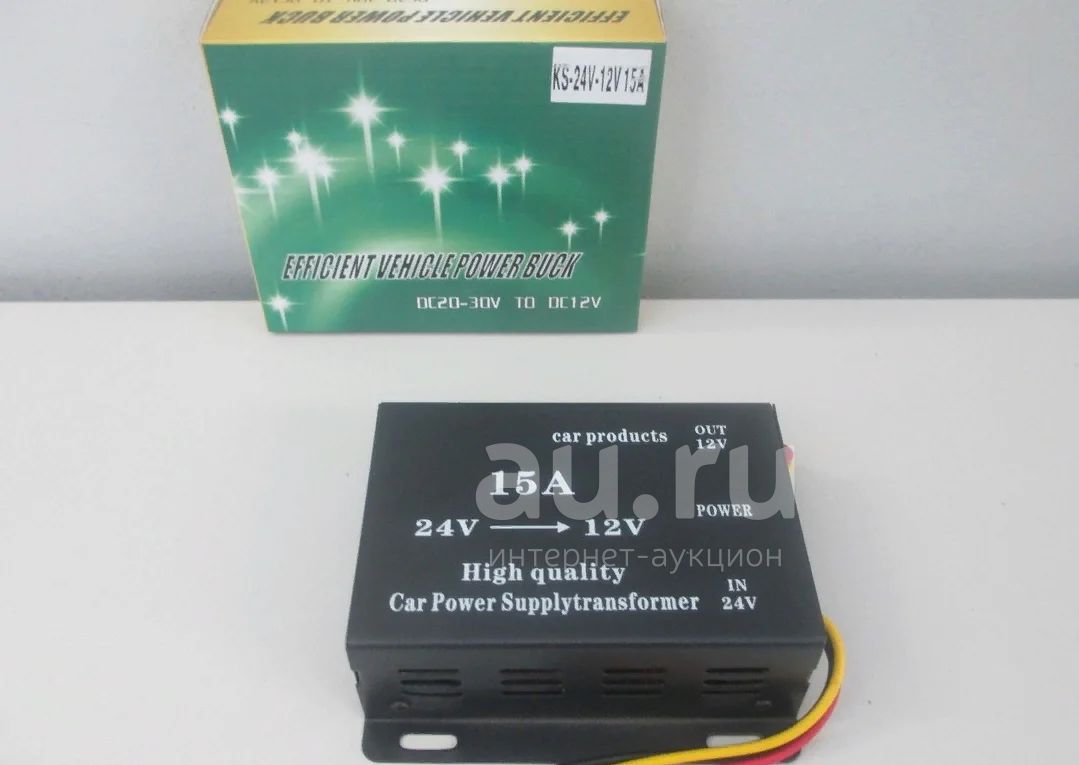 EFFICIENT VEHICLE POWER BUCK
KS-24V-12V 15A
EFFICIENT VEHICLE POWER BUCK
DC20-30V TO DC12V
car products
OUT
12V
15A
24V 12V
POWER
High quality
Car Power Supplytransformer
IN
24V
au.ru
интернет-аукцион